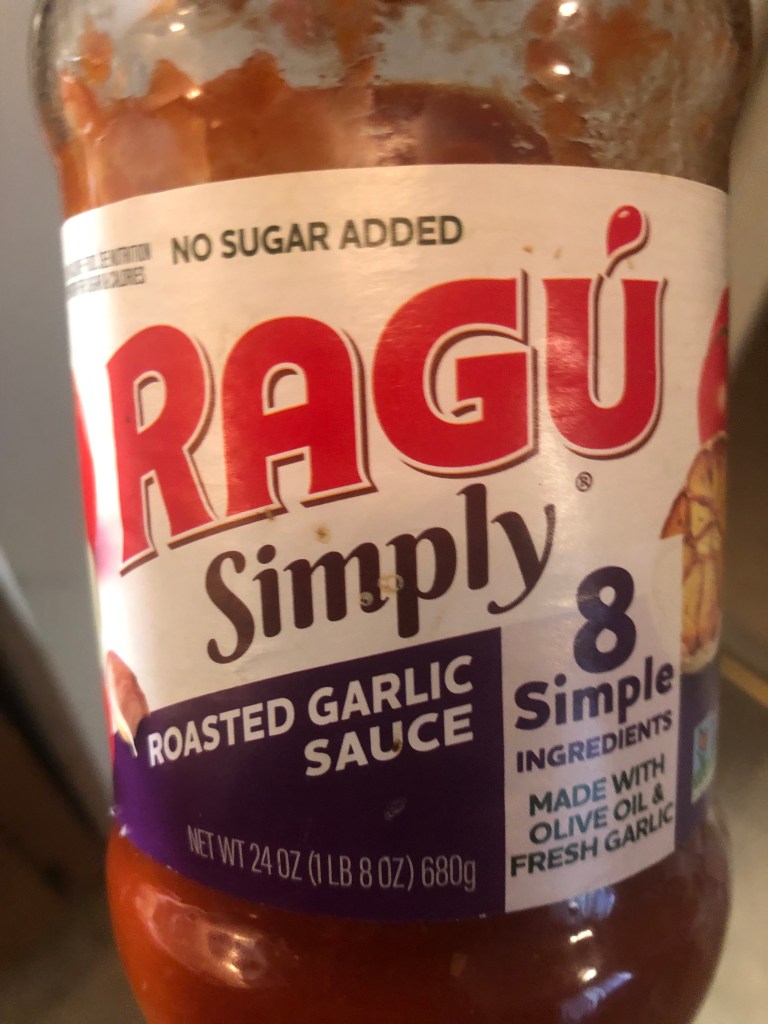 NO SUGAR ADDED
RAGÚ®
Simply
ROASTED GARLIC
SAUCE
NET WT 24 OZ (1 LB 8 OZ) 680g
8
Simple
INGREDIENTS
MADE WITH
OLIVE OIL &
FRESH GARLIC